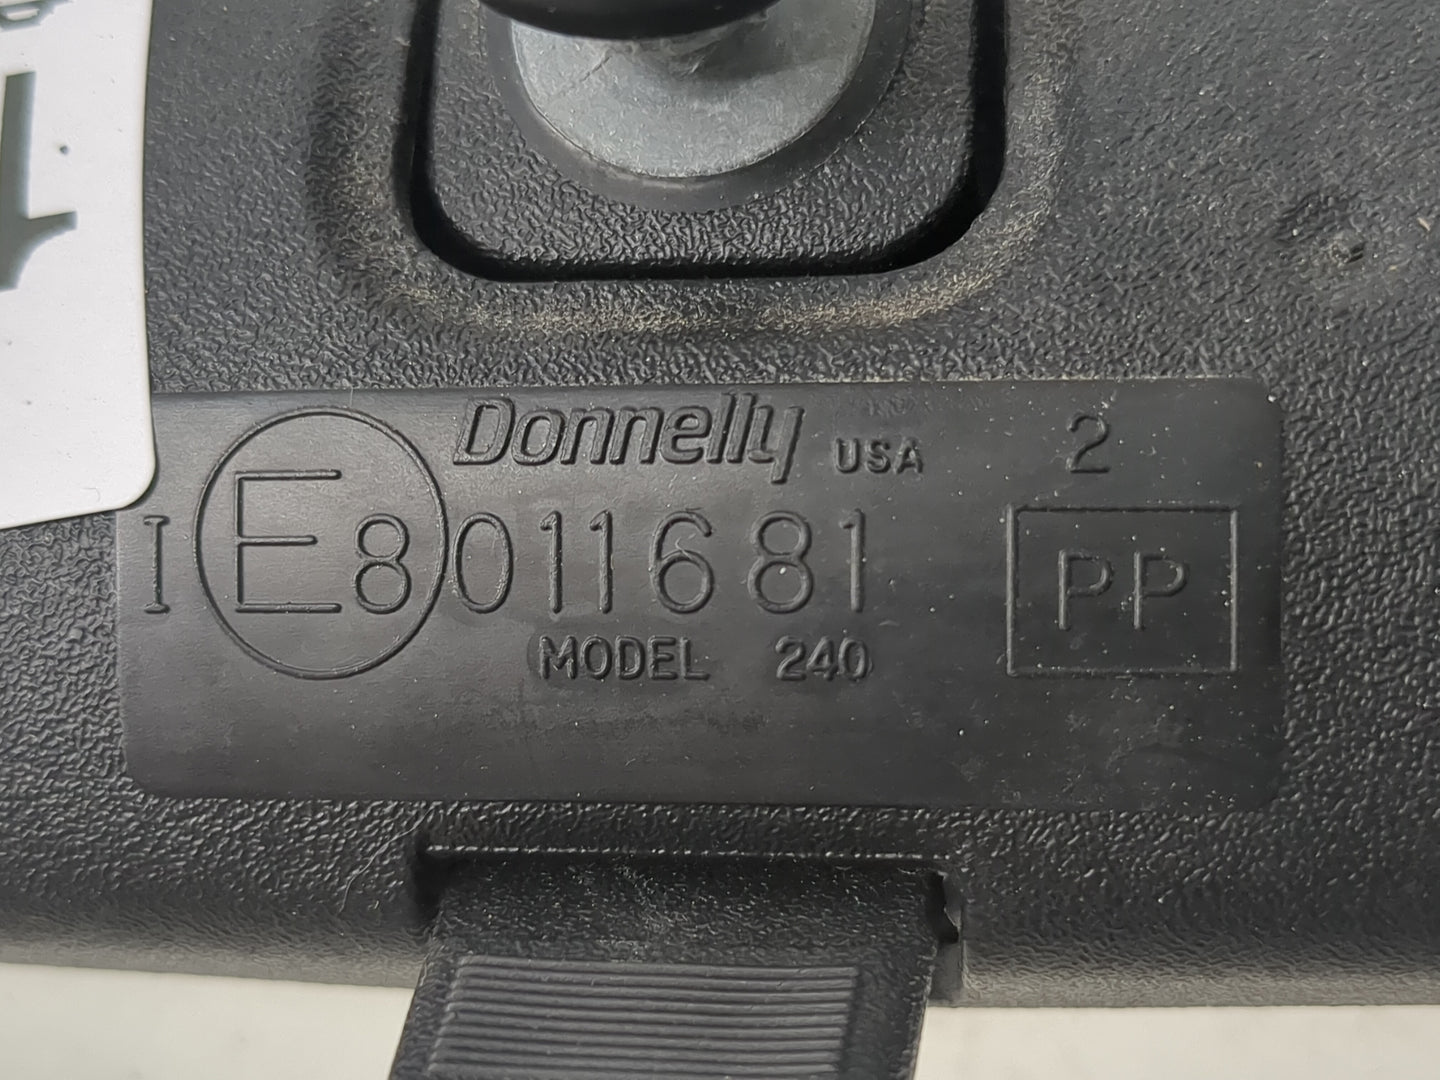 Donnelly USA 2
I E8 011681
MODEL 240
PP